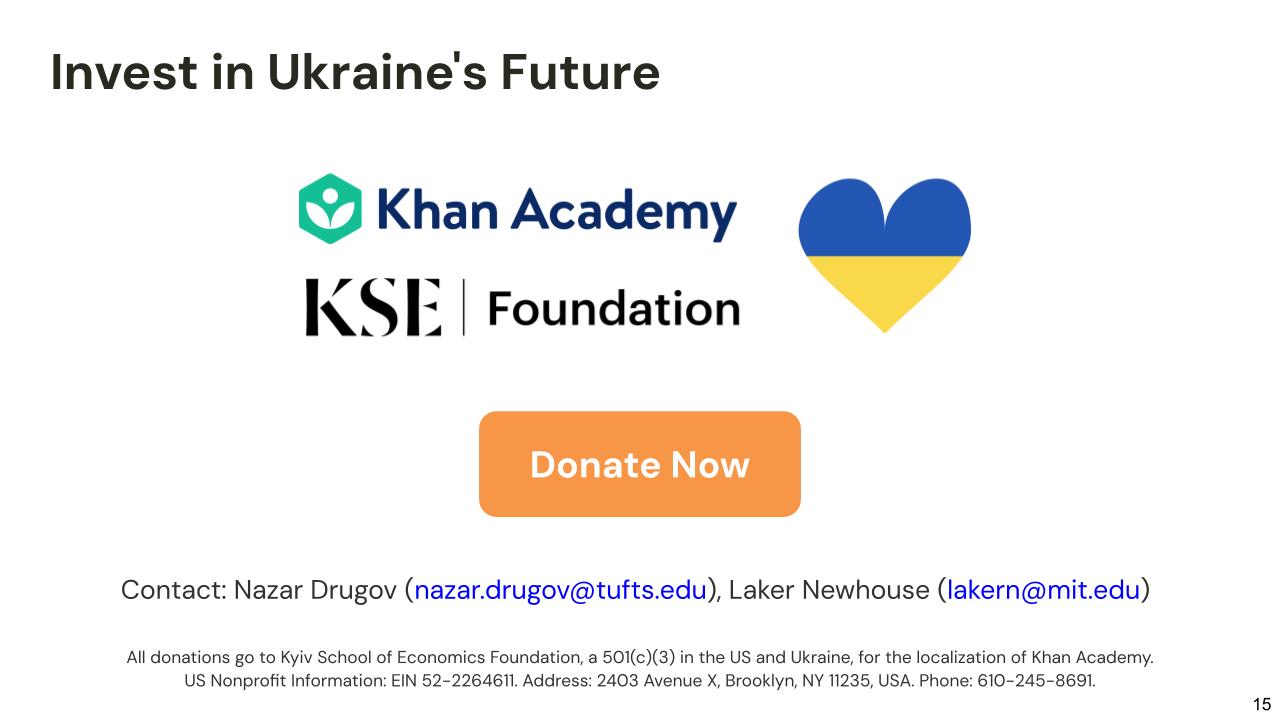 Invest in Ukraine's Future
Khan Academy
KSE | Foundation
Donate Now
Contact: Nazar Drugov (nazar.drugov@tufts.edu), Laker Newhouse (lakern@mit.edu)
All donations go to Kyiv School of Economics Foundation, a 501(c)(3) in the US and Ukraine, for the localization of Khan Academy.
US Nonprofit Information: EIN 52-2264611. Address: 2403 Avenue X, Brooklyn, NY 11235, USA. Phone: 610-245-8691.
15